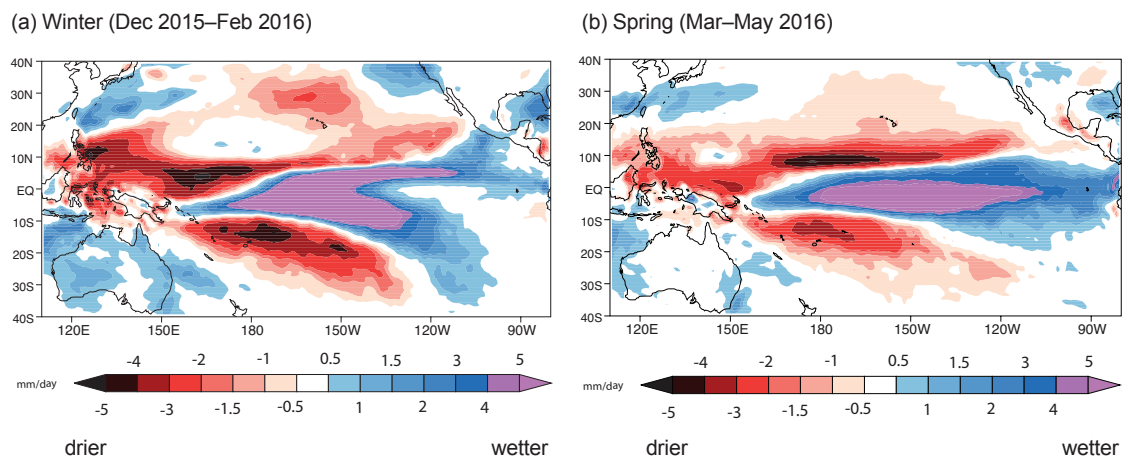 (a) Winter (Dec 2015–Feb 2016)
40N
30N
20N
10N
EQ
10S
20S
30S
40S
120E 150E 180 150W 120W 90W
-4 -2 -1 0.5 1.5 3 5
mm/day
-5 -3 -1.5 -0.5 1 2 4
drier wetter
(b) Spring (Mar–May 2016)
40N
30N
20N
10N
EQ
10S
20S
30S
40S
120E 150E 180 150W 120W 90W
-4 -2 -1 0.5 1.5 3 5
mm/day
-5 -3 -1.5 -0.5 1 2 4
drier wetter